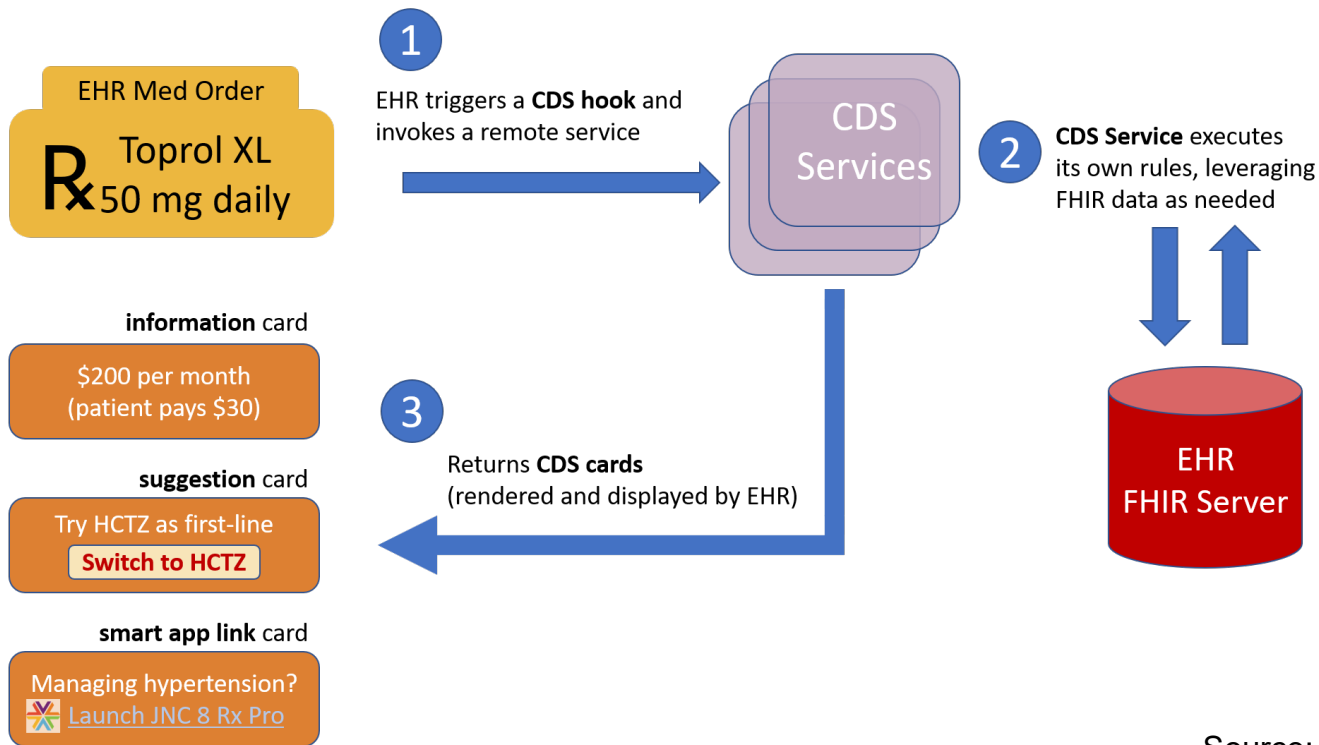 1
EHR Med Order
Rx
Toprol XL
50 mg daily
EHR triggers a CDS hook and
invokes a remote service
CDS
Services
2
CDS Service executes
its own rules, leveraging
FHIR data as needed
information card
$200 per month
(patient pays $30)
3
Returns CDS cards
(rendered and displayed by EHR)
EHR
FHIR Server
suggestion card
Try HCTZ as first-line
Switch to HCTZ
smart app link card
Managing hypertension?
Launch JNC 8 Rx Pro
Source: